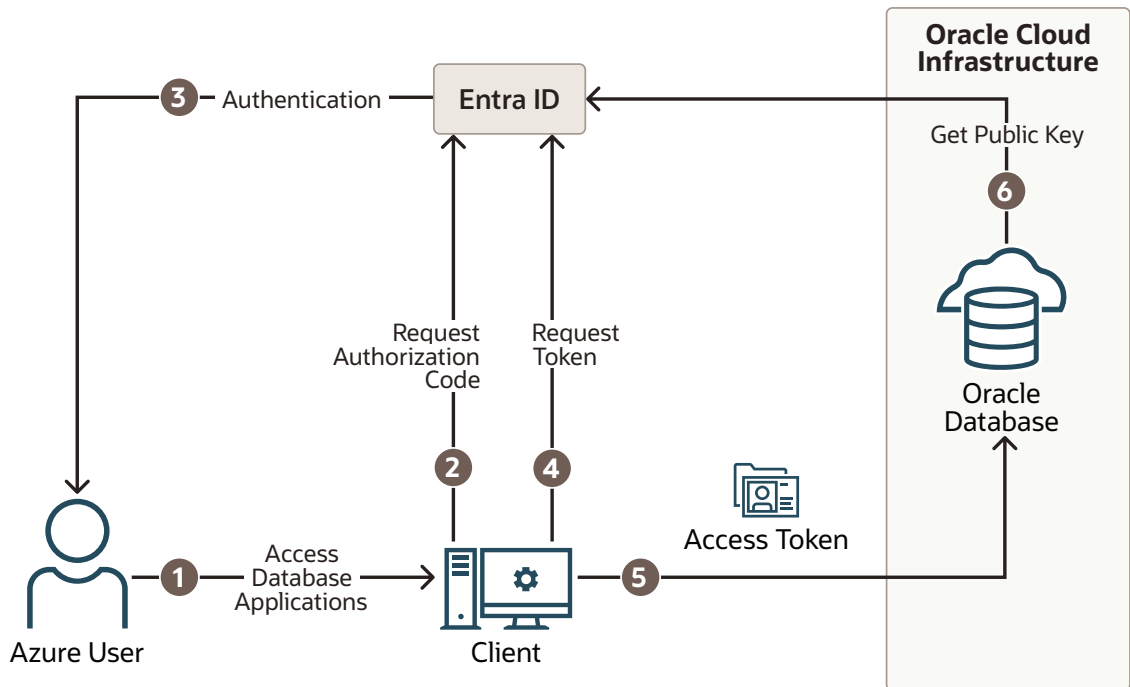 Oracle Cloud
Infrastructure
Entra ID
3
Authentication
Get Public Key
6
Request
Authorization
Code
Request
Token
Oracle
Database
2
4
Access Token
1
Access
Database
Applications
5
Azure User
Client